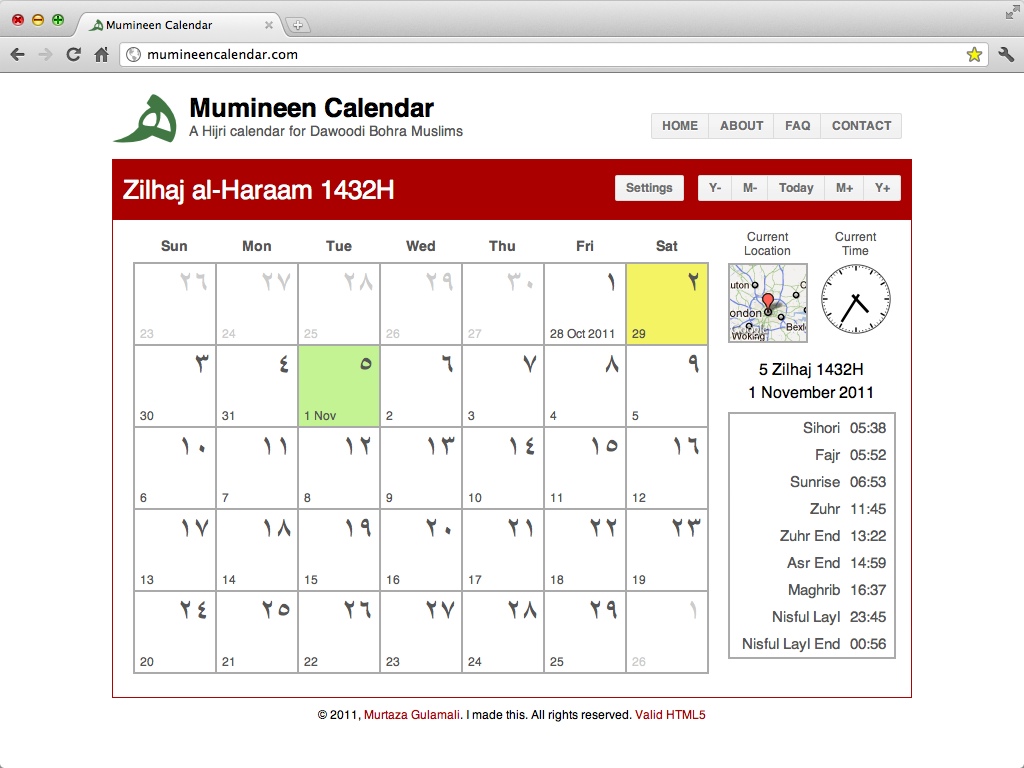 Mumineen Calendar
mumineencalendar.com
Mumineen Calendar
A Hijri calendar for Dawoodi Bohra Muslims
HOME ABOUT FAQ CONTACT
Zilhaj al-Haraam 1432H
Settings Y- M- Today M+ Y+
Sun Mon Tue Wed Thu Fri Sat
٢٦ ٢٧ ٢٨ ٢٩ ٣٠ ١ ٢
23 24 25 26 27 28 Oct 2011 29
٣ ٤ ٥ ٦ ٧ ٨ ٩
30 31 1 Nov 2 3 4 5
١٠ ١١ ١٢ ١٣ ١٤ ١٥ ١٦
6 7 8 9 10 11 12
١٧ ١٨ ١٩ ٢٠ ٢١ ٢٢ ٢٣
13 14 15 16 17 18 19
٢٤ ٢٥ ٢٦ ٢٧ ٢٨ ٢٩ ١
20 21 22 23 24 25 26
Current Location
Current Time
uton
ondon
Bexl
Woking
5 Zilhaj 1432H
1 November 2011
Sihori 05:38
Fajr 05:52
Sunrise 06:53
Zuhr 11:45
Zuhr End 13:22
Asr End 14:59
Maghrib 16:37
Nisful Layl 23:45
Nisful Layl End 00:56
© 2011, Murtaza Gulamali. I made this. All rights reserved. Valid HTML5